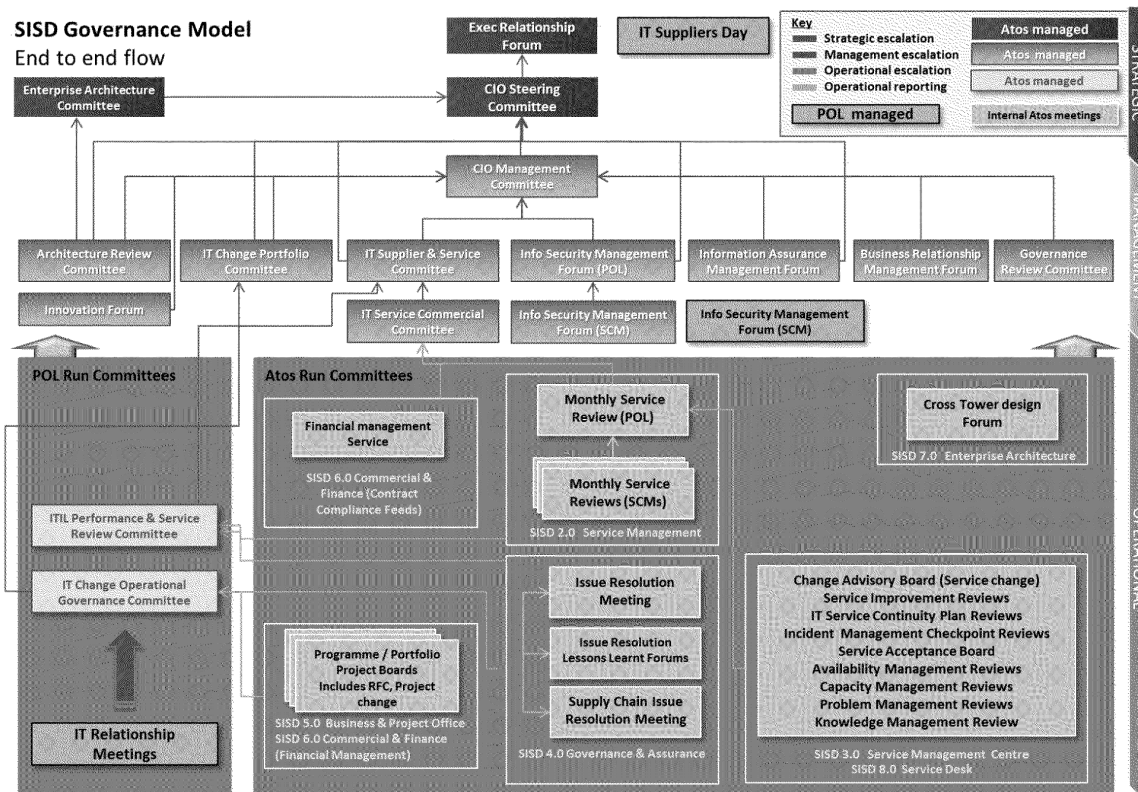 SISD Governance Model
End to end flow
Exec Relationship
Forum
IT Suppliers Day
Key
Strategic escalation
Management escalation
Operational escalation
Operational reporting
POL managed
Atos managed
Atos managed
Atos managed
Internal Atos meetings
STRATEGIC
Enterprise Architecture
Committee
CIO Steering
Committee
CIO Management
Committee
Architecture Review
Committee
IT Change Portfolio
Committee
IT Supplier & Service
Committee
Info Security Management
Forum (POL)
Information Assurance
Management Forum
Business Relationship
Management Forum
Governance
Review Committee
Innovation Forum
IT Service Commercial
Committee
Info Security Management
Forum (SCM)
Info Security Management
Forum (SCM)
POL Run Committees
Atos Run Committees
Financial management
Service
SISD 6.0 Commercial &
Finance (Contract
Compliance Feeds)
Monthly Service
Review (POL)
Monthly Service
Reviews (SCMs)
SISD 2.0 Service Management
Cross Tower design
Forum
SISD 7.0 Enterprise Architecture
OPERATIONAL
ITIL Performance & Service
Review Committee
IT Change Operational
Governance Committee
IT Relationship
Meetings
Programme / Portfolio
Project Boards
Includes RFC, Project
change
SISD 5.0 Business & Project Office
SISD 6.0 Commercial & Finance
(Financial Management)
Issue Resolution
Meeting
Issue Resolution
Lessons Learnt Forums
Supply Chain Issue
Resolution Meeting
SISD 4.0 Governance & Assurance
Change Advisory Board (Service change)
Service Improvement Reviews
IT Service Continuity Plan Reviews
Incident Management Checkpoint Reviews
Service Acceptance Board
Availability Management Reviews
Capacity Management Reviews
Problem Management Reviews
Knowledge Management Review
SISD 3.0 Service Management Centre
SISD 8.0 Service Desk